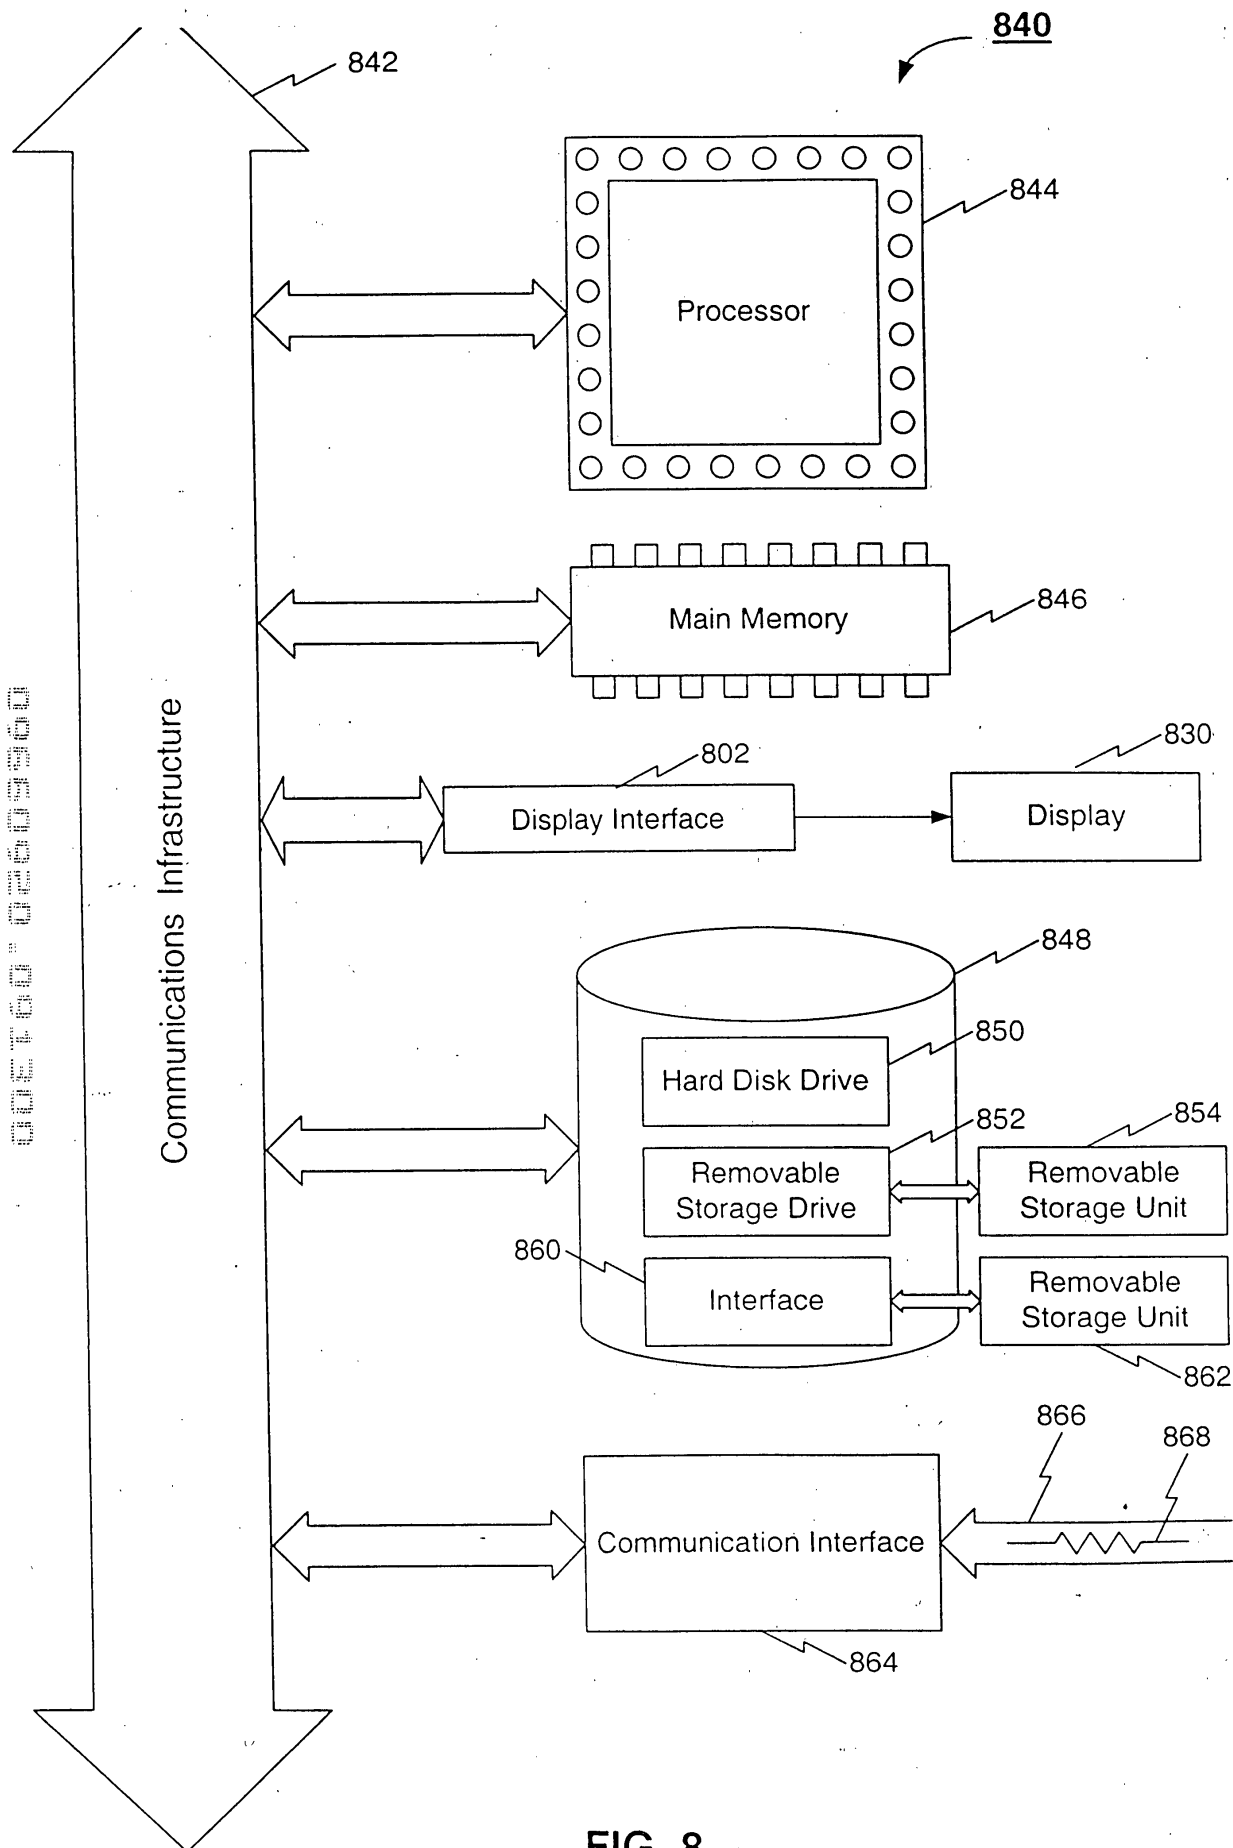 840
842
844
Processor
Main Memory
846
802
830
Display Interface
Display
Communications Infrastructure
848
850
Hard Disk Drive
852
854
Removable
Storage Drive
Removable
Storage Unit
860
Interface
Removable
Storage Unit
862
866
868
Communication Interface
864
FIG. 8